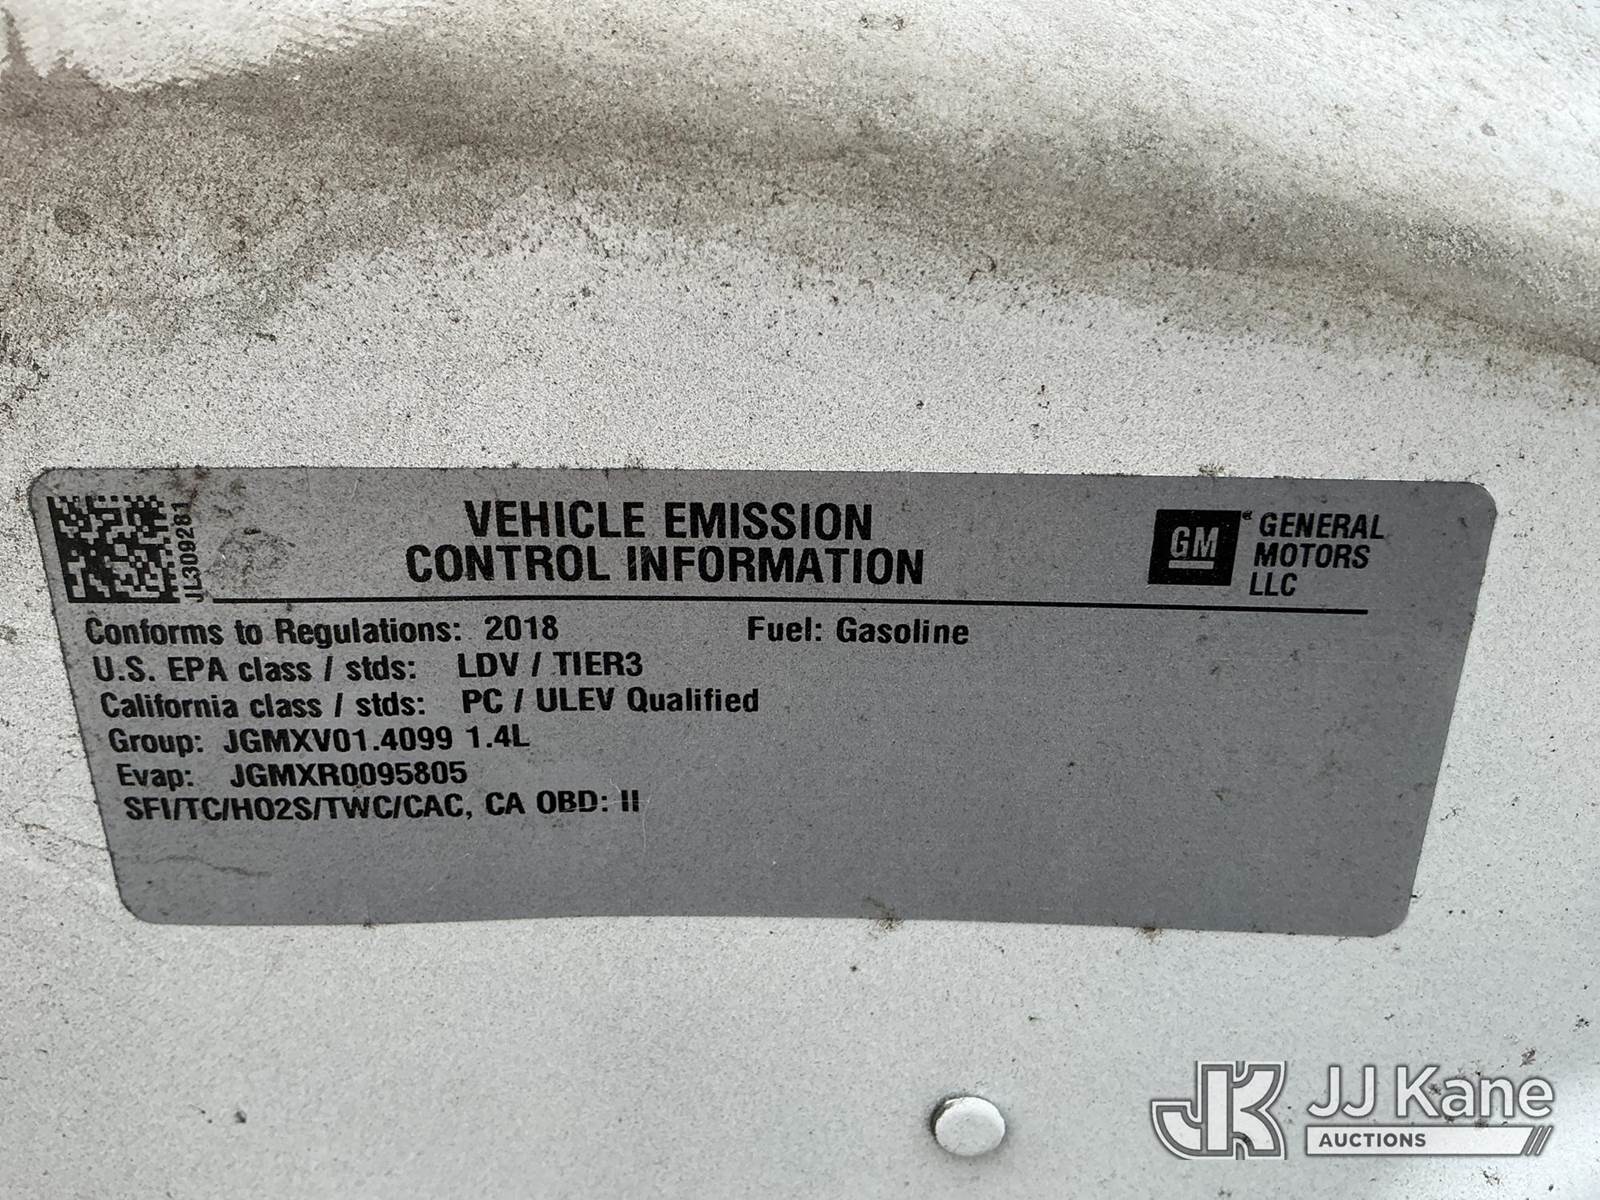 JL309281
VEHICLE EMISSION
CONTROL INFORMATION
GM
GENERAL
MOTORS
LLC
Conforms to Regulations: 2018 Fuel: Gasoline
U.S. EPA class / stds: LDV / TIER3
California class / stds: PC / ULEV Qualified
Group: JGMXV01.4099 1.4L
Evap: JGMXR0095805
SFI/TC/HO2S/TWC/CAC, CA OBD: II
JK JJ Kane
AUCTIONS